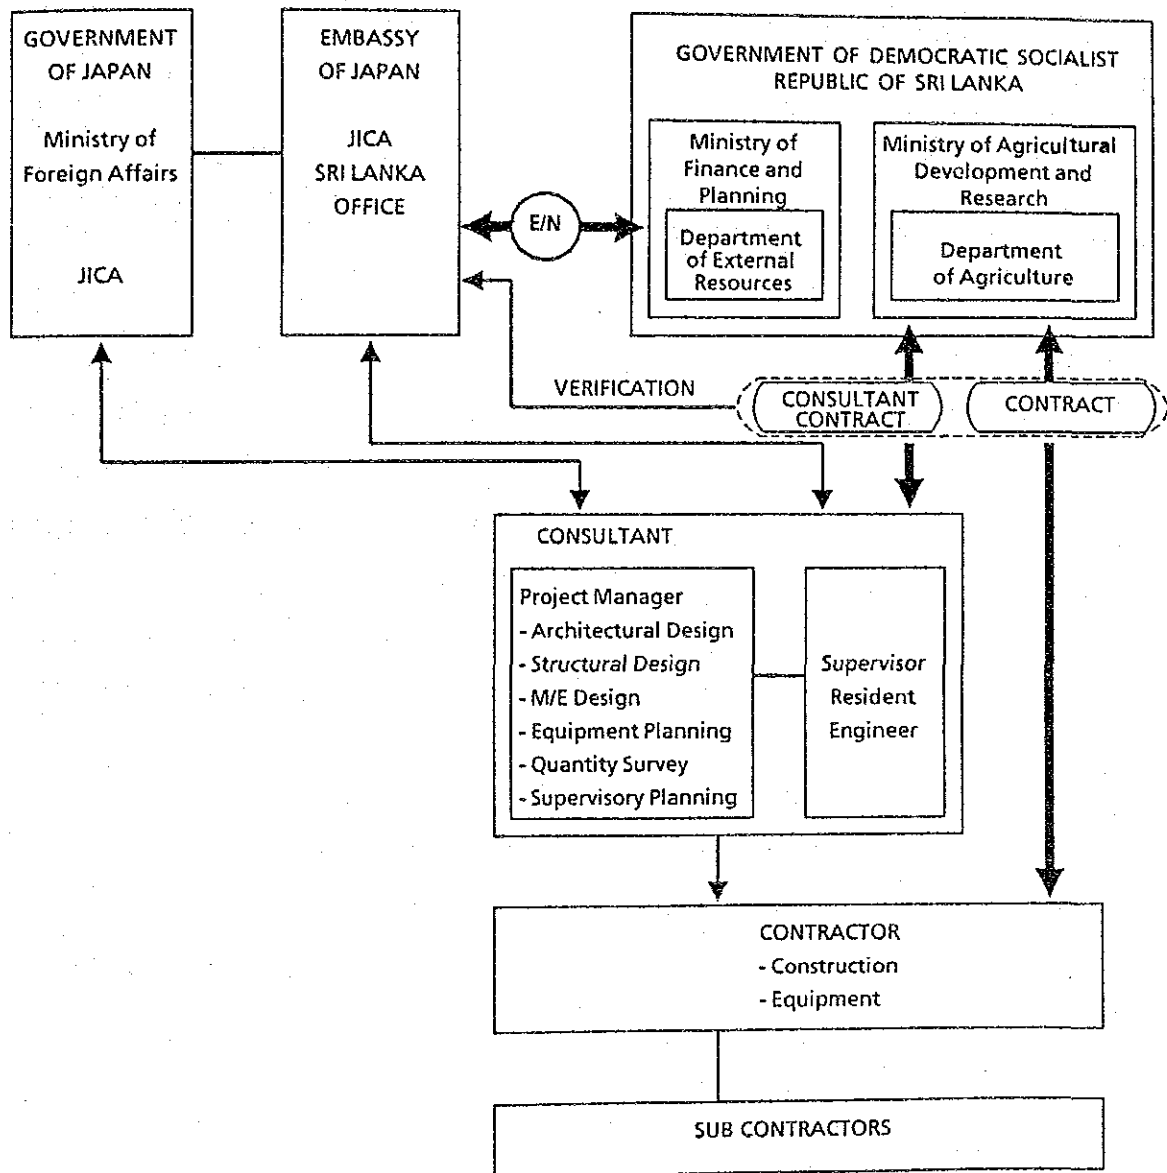 GOVERNMENT
OF JAPAN
Ministry of
Foreign Affairs
JICA
EMBASSY
OF JAPAN
JICA
SRI LANKA
OFFICE
E/N
GOVERNMENT OF DEMOCRATIC SOCIALIST
REPUBLIC OF SRI LANKA
Ministry of
Finance and
Planning
Department
of External
Resources
Ministry of Agricultural
Development and
Research
Department
of Agriculture
VERIFICATION
CONSULTANT
CONTRACT
CONTRACT
CONSULTANT
Project Manager
- Architectural Design
- Structural Design
- M/E Design
- Equipment Planning
- Quantity Survey
- Supervisory Planning
Supervisor
Resident
Engineer
CONTRACTOR
- Construction
- Equipment
SUB CONTRACTORS